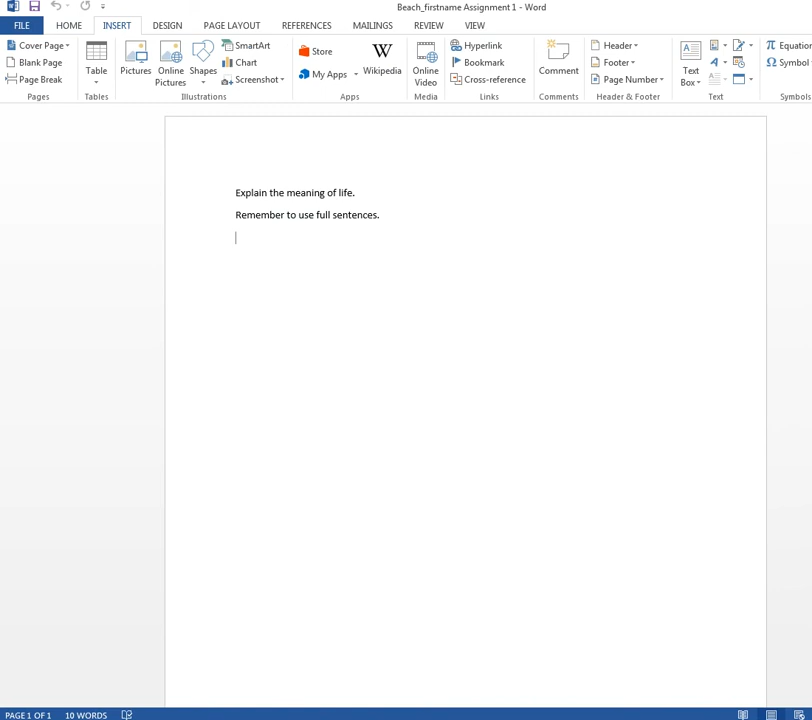 Beach_firstname Assignment 1 - Word
FILE HOME INSERT DESIGN PAGE LAYOUT REFERENCES MAILINGS REVIEW VIEW
Cover Page
Blank Page
Page Break
Pages
Table
Tables
Pictures
Online Pictures
Shapes
SmartArt
Chart
Screenshot
Illustrations
Store
My Apps
Wikipedia
Apps
Online Video
Media
Hyperlink
Bookmark
Cross-reference
Links
Comment
Comments
Header
Footer
Page Number
Header & Footer
Text Box
Text
Symbol
Symbols
Explain the meaning of life.
Remember to use full sentences.
PAGE 1 OF 1 10 WORDS